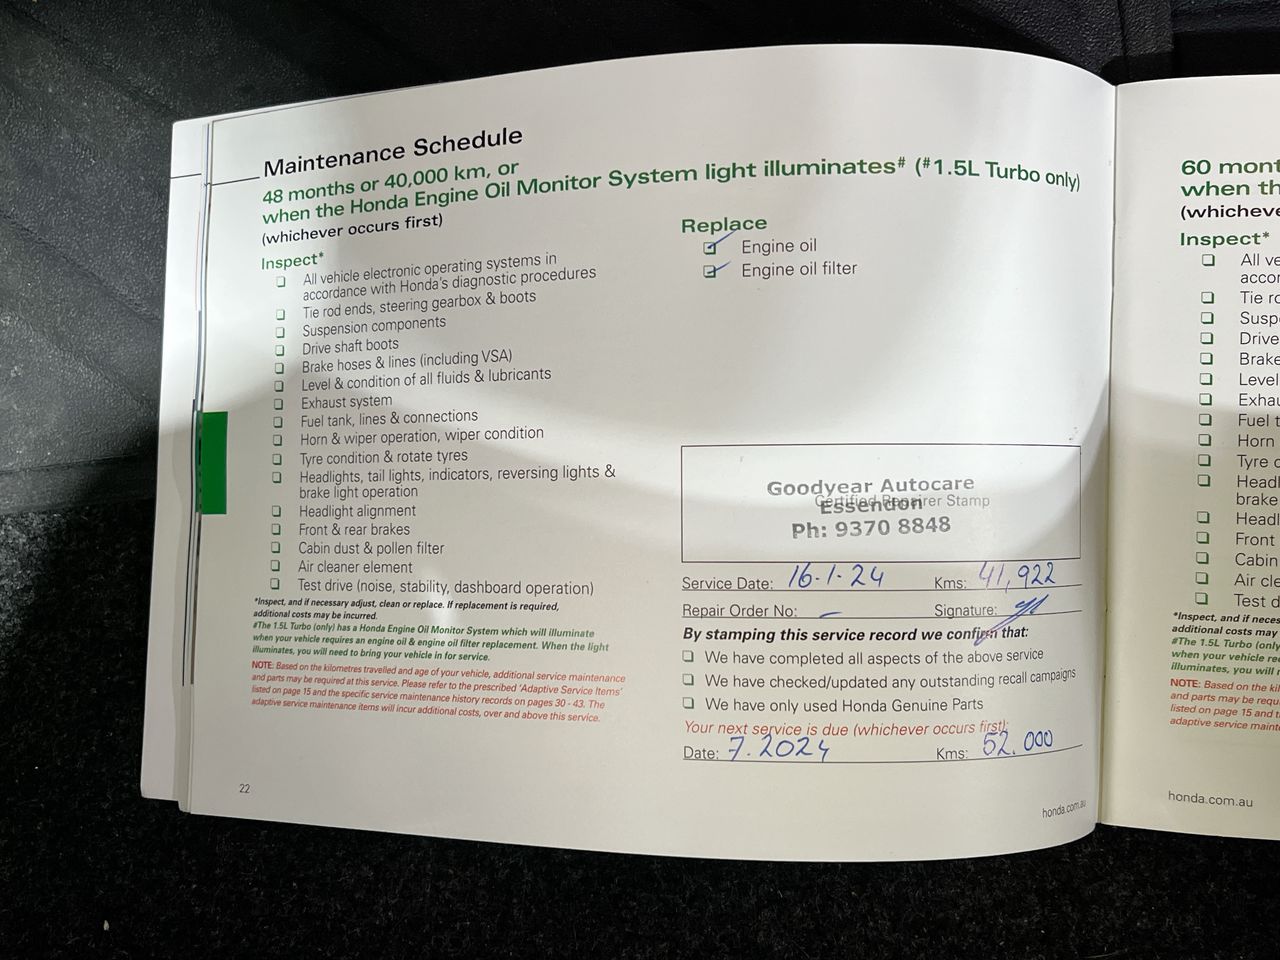 Maintenance Schedule
48 months or 40,000 km, or
when the Honda Engine Oil Monitor System light illuminates# (#1.5L Turbo only)
(whichever occurs first)
Inspect*
All vehicle electronic operating systems in
accordance with Honda's diagnostic procedures
Tie rod ends, steering gearbox & boots
Suspension components
Drive shaft boots
Brake hoses & lines (including VSA)
Level & condition of all fluids & lubricants
Exhaust system
Fuel tank, lines & connections
Horn & wiper operation, wiper condition
Tyre condition & rotate tyres
Headlights, tail lights, indicators, reversing lights &
brake light operation
Headlight alignment
Front & rear brakes
Cabin dust & pollen filter
Air cleaner element
Test drive (noise, stability, dashboard operation)
*Inspect, and if necessary adjust, clean or replace. If replacement is required,
additional costs may be incurred.
#The 1.5L Turbo (only) has a Honda Engine Oil Monitor System which will illuminate
when your vehicle requires an engine oil & engine oil filter replacement. When the light
illuminates, you will need to bring your vehicle in for service.
NOTE: Based on the kilometres travelled and age of your vehicle, additional service maintenance
and parts may be required at this service. Please refer to the prescribed 'Adaptive Service Items'
listed on page 15 and the specific service maintenance history records on pages 30 - 43. The
adaptive service maintenance items will incur additional costs, over and above this service.
22
Replace
Engine oil
Engine oil filter
Goodyear Autocare
Essendon
Certified Repairer Stamp
Ph: 9370 8848
Service Date: 16-1-24 Kms: 41,922
Repair Order No: – Signature:
By stamping this service record we confirm that:
We have completed all aspects of the above service
We have checked/updated any outstanding recall campaigns
We have only used Honda Genuine Parts
Your next service is due (whichever occurs first):
Date: 7.2024 Kms: 52.000
honda.com.au
60 mont
when th
(whicheve
Inspect*
All ve
accor
Tie ro
Susp
Drive
Brake
Level
Exhau
Fuel t
Horn
Tyre c
Headl
brake
Headl
Front
Cabin
Air cle
Test d
*Inspect, and if neces
additional costs may
#The 1.5L Turbo (only
when your vehicle re
illuminates, you will n
NOTE: Based on the kil
and parts may be requi
listed on page 15 and t
adaptive service mainte
honda.com.au